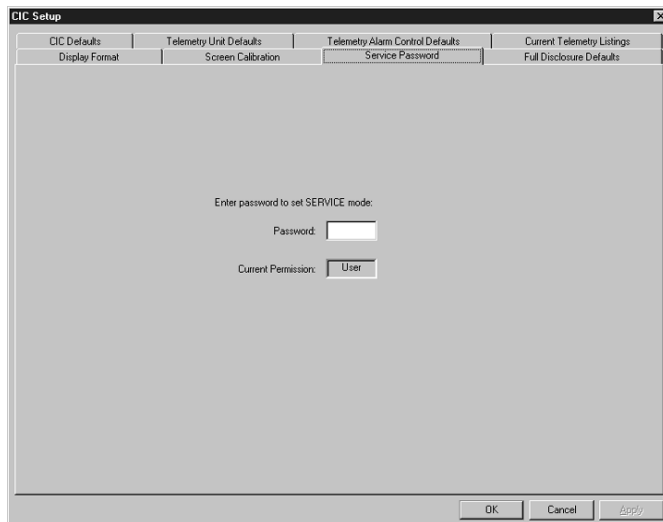 CIC Setup
CIC Defaults Telemetry Unit Defaults Telemetry Alarm Control Defaults Current Telemetry Listings
Display Format Screen Calibration Service Password Full Disclosure Defaults
Enter password to set SERVICE mode:
Password:
Current Permission: User
OK Cancel Apply